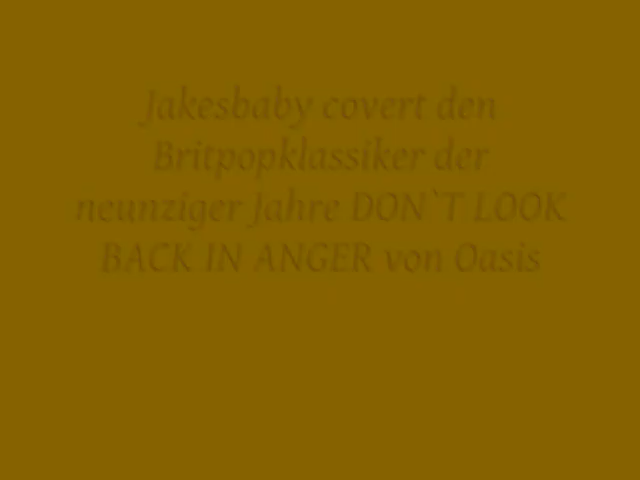 Jakesbaby covert den
Britpopklassiker der
neunziger Jahre DON`T LOOK
BACK IN ANGER von Oasis